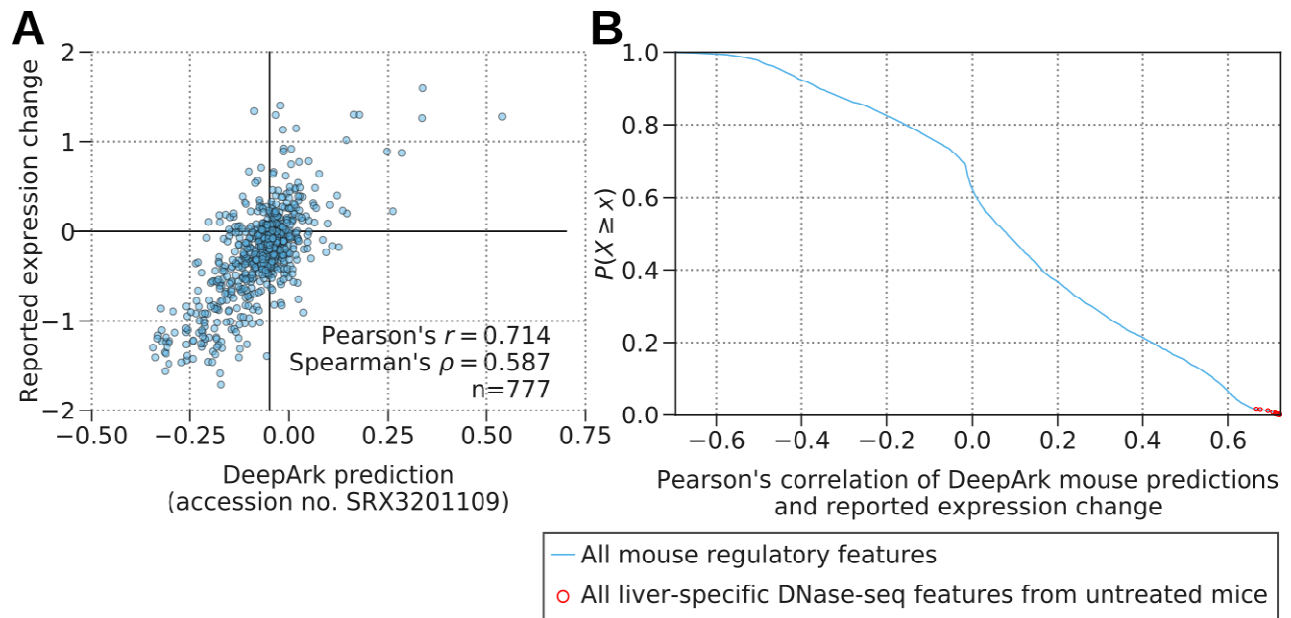 A
B
Reported expression change
2
1
0
−1
−2
−0.50
−0.25
0.00
0.25
0.50
0.75
Pearson's r = 0.714
Spearman's ρ = 0.587
n=777
DeepArk prediction
(accession no. SRX3201109)
P(X ≥ x)
1.0
0.8
0.6
0.4
0.2
0.0
−0.6
−0.4
−0.2
0.0
0.2
0.4
0.6
Pearson's correlation of DeepArk mouse predictions
and reported expression change
All mouse regulatory features
All liver-specific DNase-seq features from untreated mice